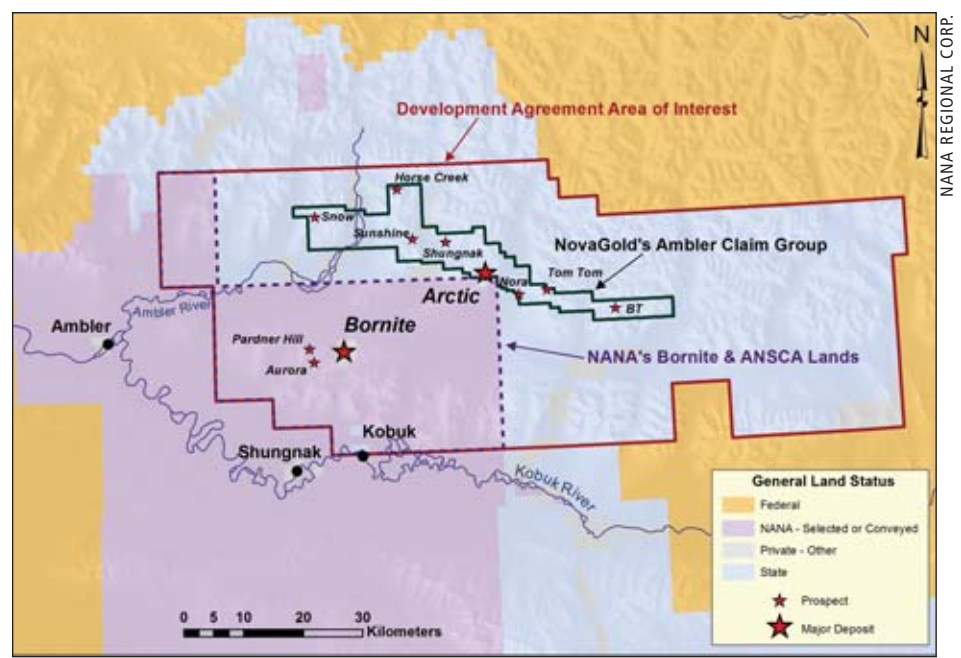 NANA REGIONAL CORP.
N
Development Agreement Area of Interest
Horse Creek
Snow
Sunshine
Shungnak
NovaGold's Ambler Claim Group
Tom Tom
Arctic
Nora
BT
Ambler River
Ambler
Bornite
Pardner Hill
Aurora
NANA's Bornite & ANSCA Lands
Kobuk
Shungnak
Kobuk River
General Land Status
Federal
NANA - Selected or Conveyed
Private - Other
State
Prospect
Major Deposit
0 5 10 20 30
Kilometers